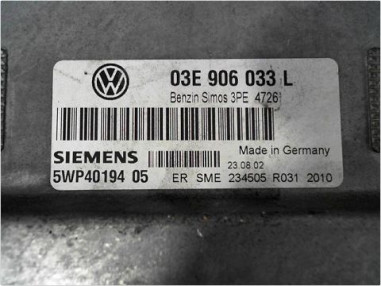 03E 906 033 L
Benzin Simos 3PE 4726
SIEMENS
Made in Germany
23.08.02
5WP40194 05
ER SME 234505 R031 2010